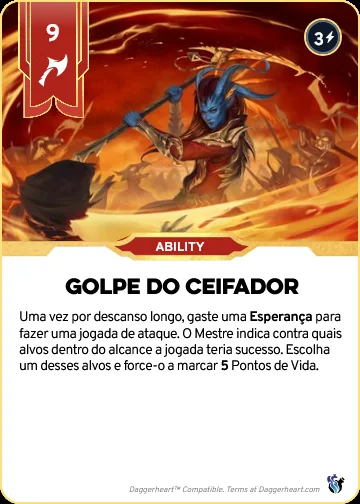 9
3
ABILITY
GOLPE DO CEIFADOR
Uma vez por descanso longo, gaste uma Esperança para
fazer uma jogada de ataque. O Mestre indica contra quais
alvos dentro do alcance a jogada teria sucesso. Escolha
um desses alvos e force-o a marcar 5 Pontos de Vida.
Daggerheart™ Compatible. Terms at Daggerheart.com